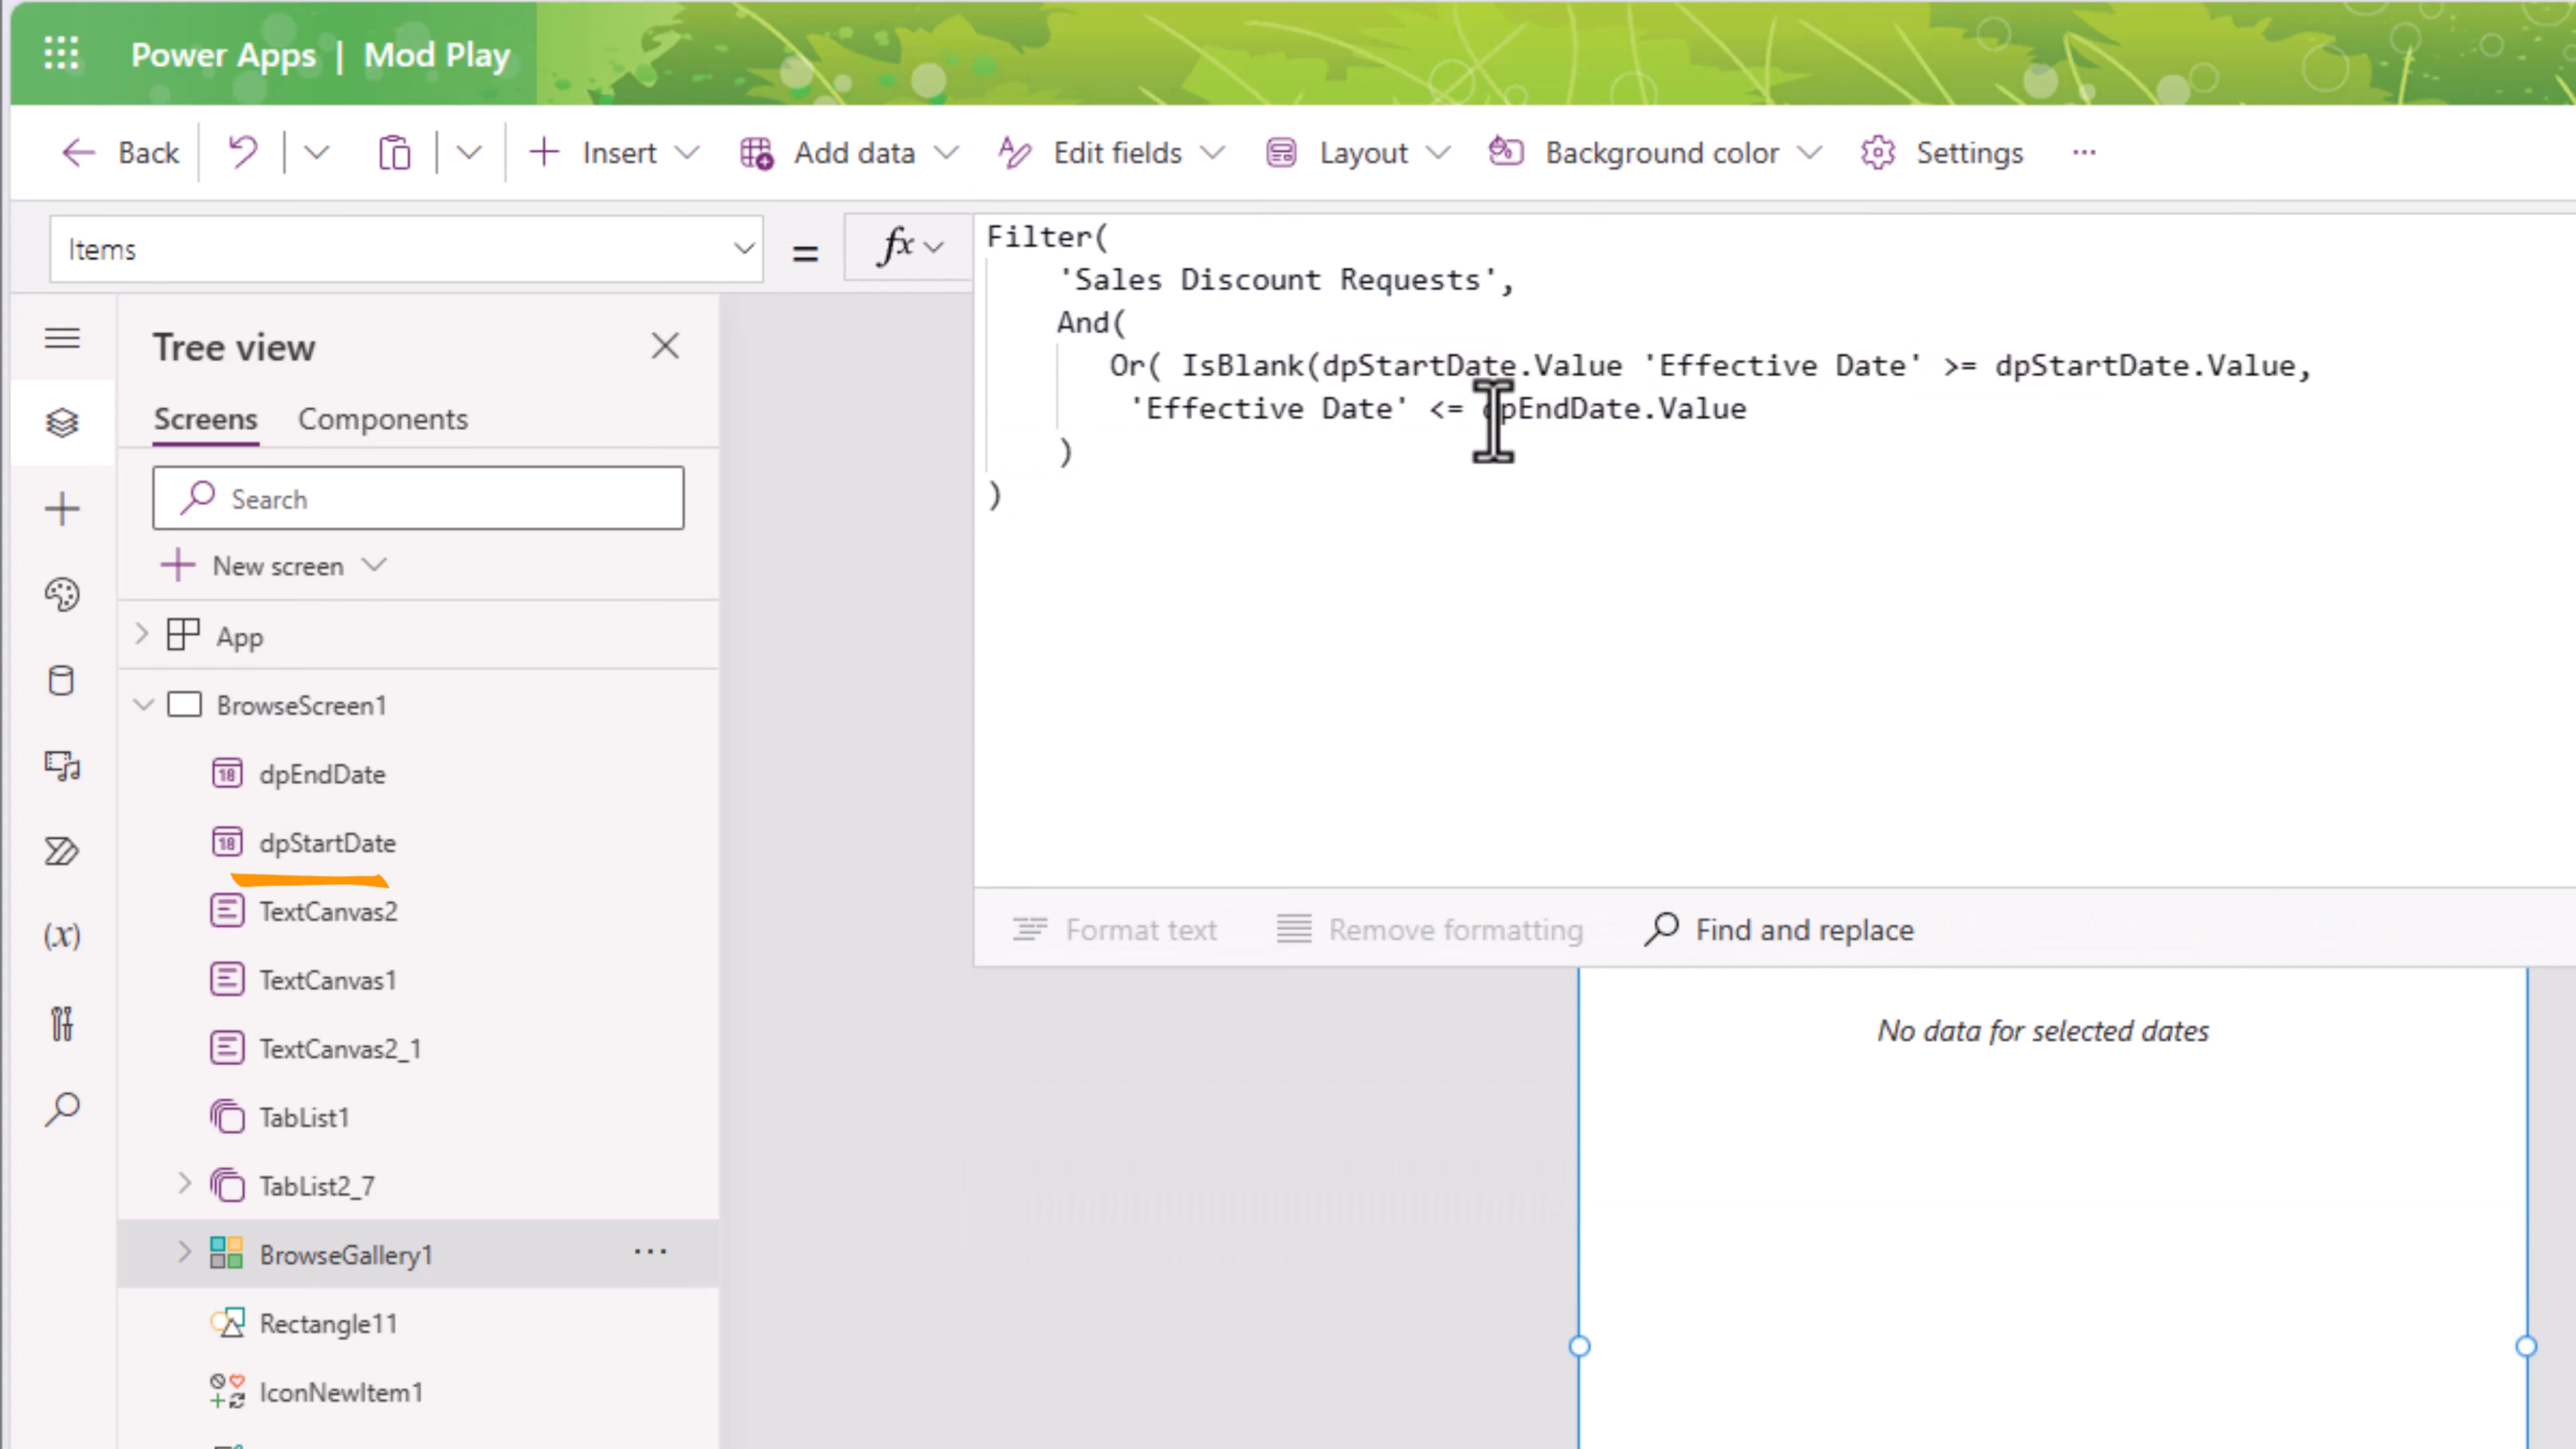 Power Apps | Mod Play
Back
Insert
Add data
Edit fields
Layout
Background color
Settings
...
Items
=
fx
Filter(
'Sales Discount Requests',
And(
Or( IsBlank(dpStartDate.Value 'Effective Date' >= dpStartDate.Value,
'Effective Date' <= dpEndDate.Value
)
)
Tree view
Screens Components
Search
New screen
App
BrowseScreen1
18 dpEndDate
18 dpStartDate
TextCanvas2
TextCanvas1
TextCanvas2_1
TabList1
TabList2_7
BrowseGallery1 ...
Rectangle11
IconNewItem1
(x)
Format text
Remove formatting
Find and replace
No data for selected dates